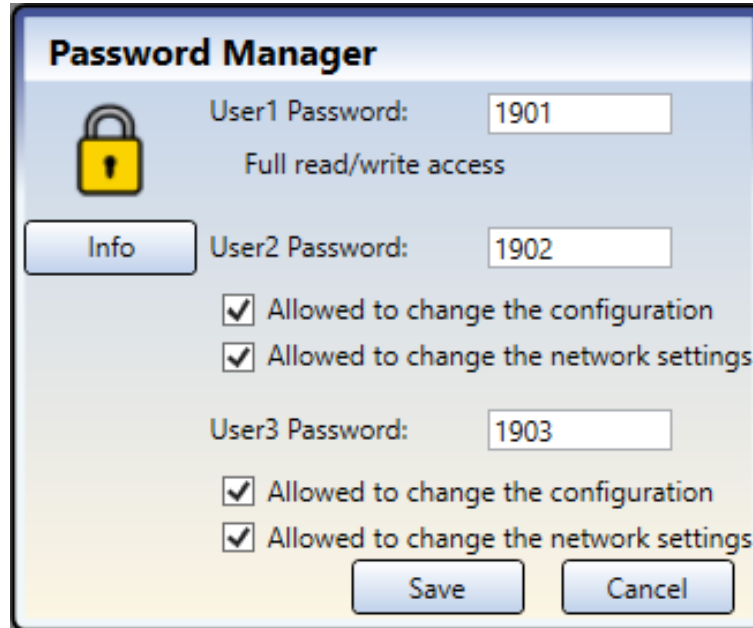 Password Manager
User1 Password: 1901
Full read/write access
Info
User2 Password: 1902
Allowed to change the configuration
Allowed to change the network settings
User3 Password: 1903
Allowed to change the configuration
Allowed to change the network settings
Save Cancel